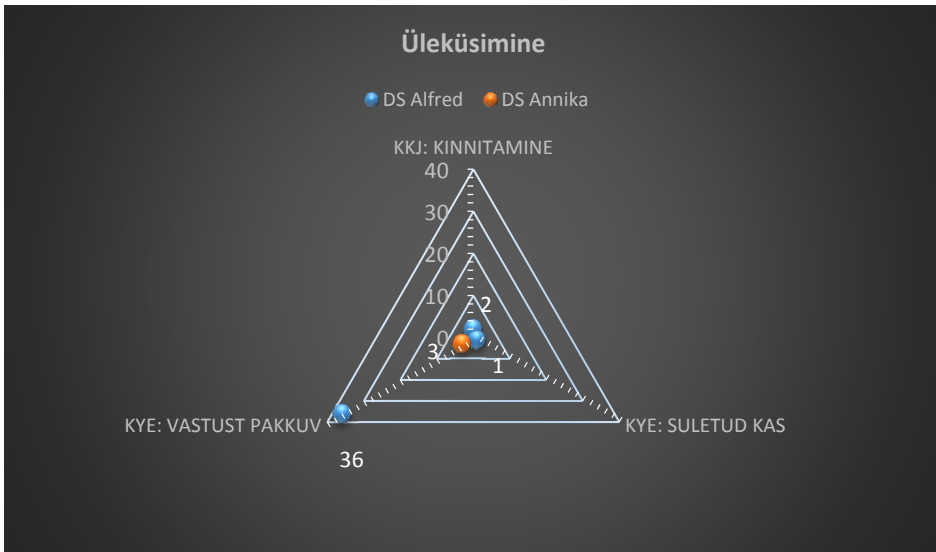 Üleküsimine
DS Alfred DS Annika
KKJ: KINNITAMINE
40
30
20
10
2
0
3
1
KYE: VASTUST PAKKUV
KYE: SULETUD KAS
36